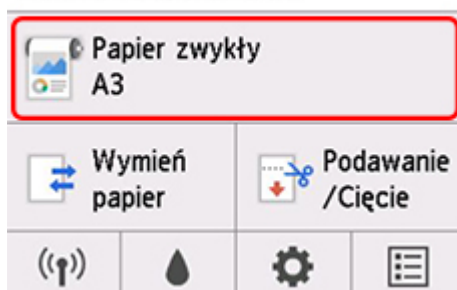 Papier zwykły
A3
Wymień
papier
Podawanie
/Cięcie